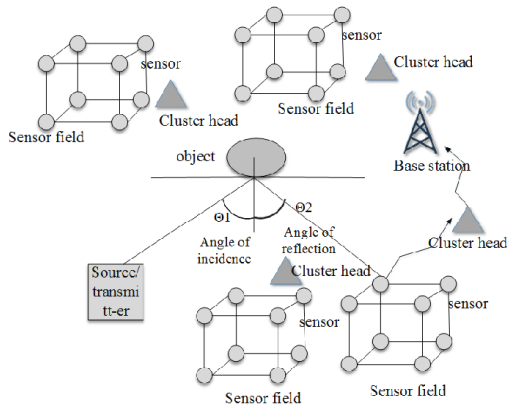 sensor
Cluster head
Sensor field
sensor
Cluster head
Sensor field
Base station
object
Θ1
Θ2
Angle of
incidence
Angle of
reflection
Cluster head
Source/
transmi
tt-er
Cluster head
sensor
Sensor field
sensor
Sensor field